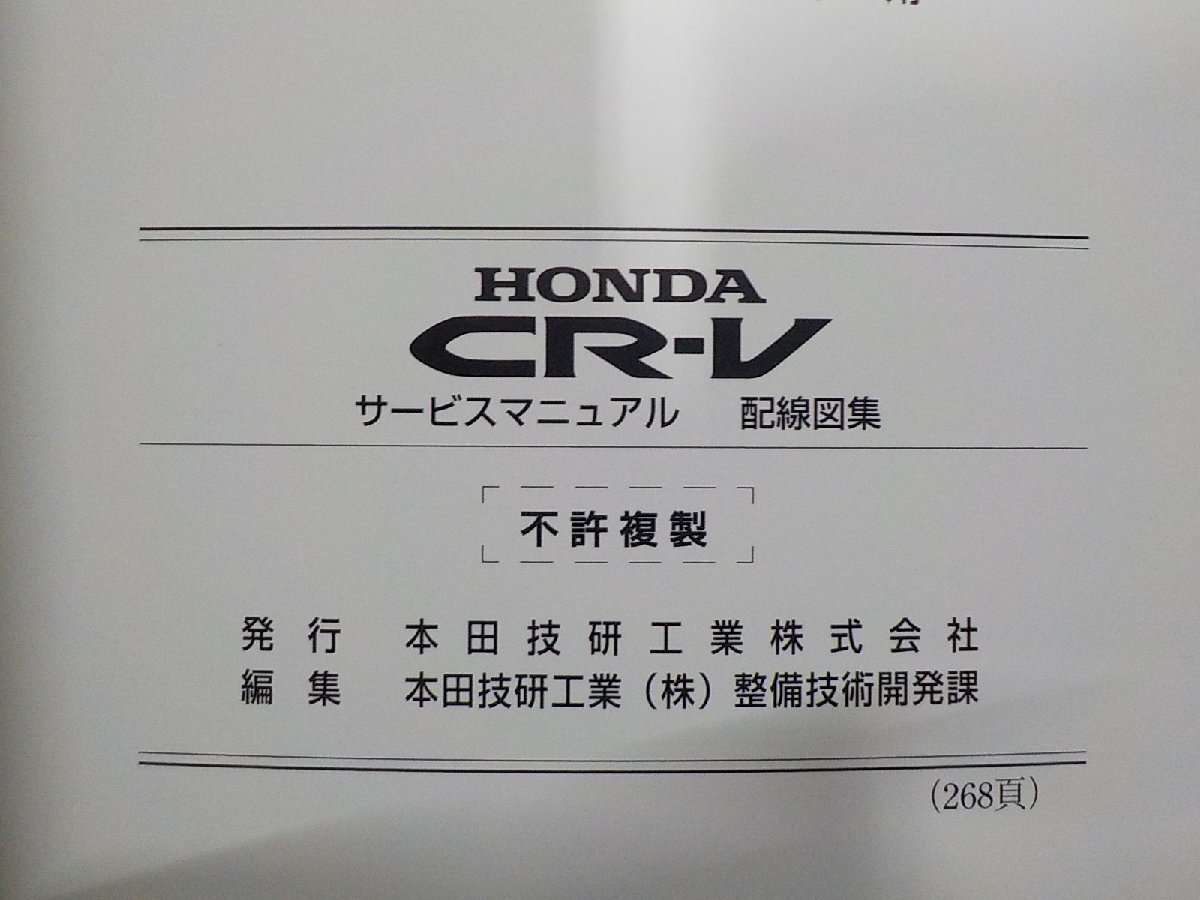 HONDA
CR-V
サービスマニュアル 配線図集
不許複製
発行 本田技研工業株式会社
編集 本田技研工業（株）整備技術開発課
（268頁）